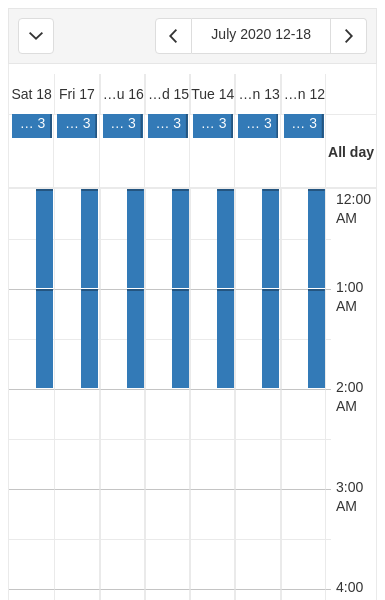 July 2020 12-18
Sat 18 Fri 17 …u 16 …d 15 Tue 14 …n 13 …n 12
… 3 … 3 … 3 … 3 … 3 … 3 … 3
All day
12:00
AM
1:00
AM
2:00
AM
3:00
AM
4:00